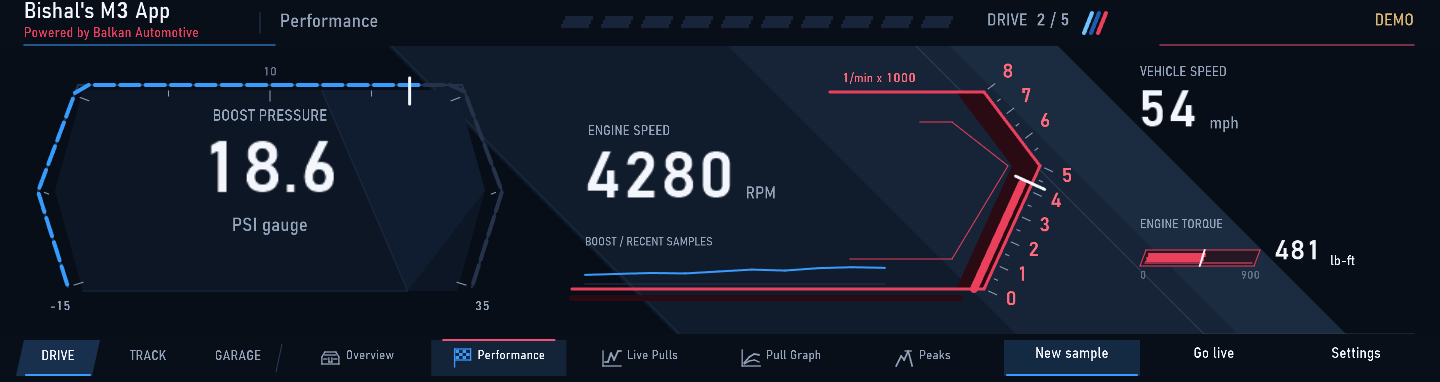 Bishal's M3 App
Powered by Balkan Automotive
Performance
DRIVE 2 / 5
DEMO
10
BOOST PRESSURE
18.6
PSI gauge
-15
35
ENGINE SPEED
4280 RPM
BOOST / RECENT SAMPLES
1/min x 1000
8
7
6
5
4
3
2
1
0
VEHICLE SPEED
54 mph
ENGINE TORQUE
481 lb-ft
0
900
DRIVE
TRACK
GARAGE
Overview
Performance
Live Pulls
Pull Graph
Peaks
New sample
Go live
Settings